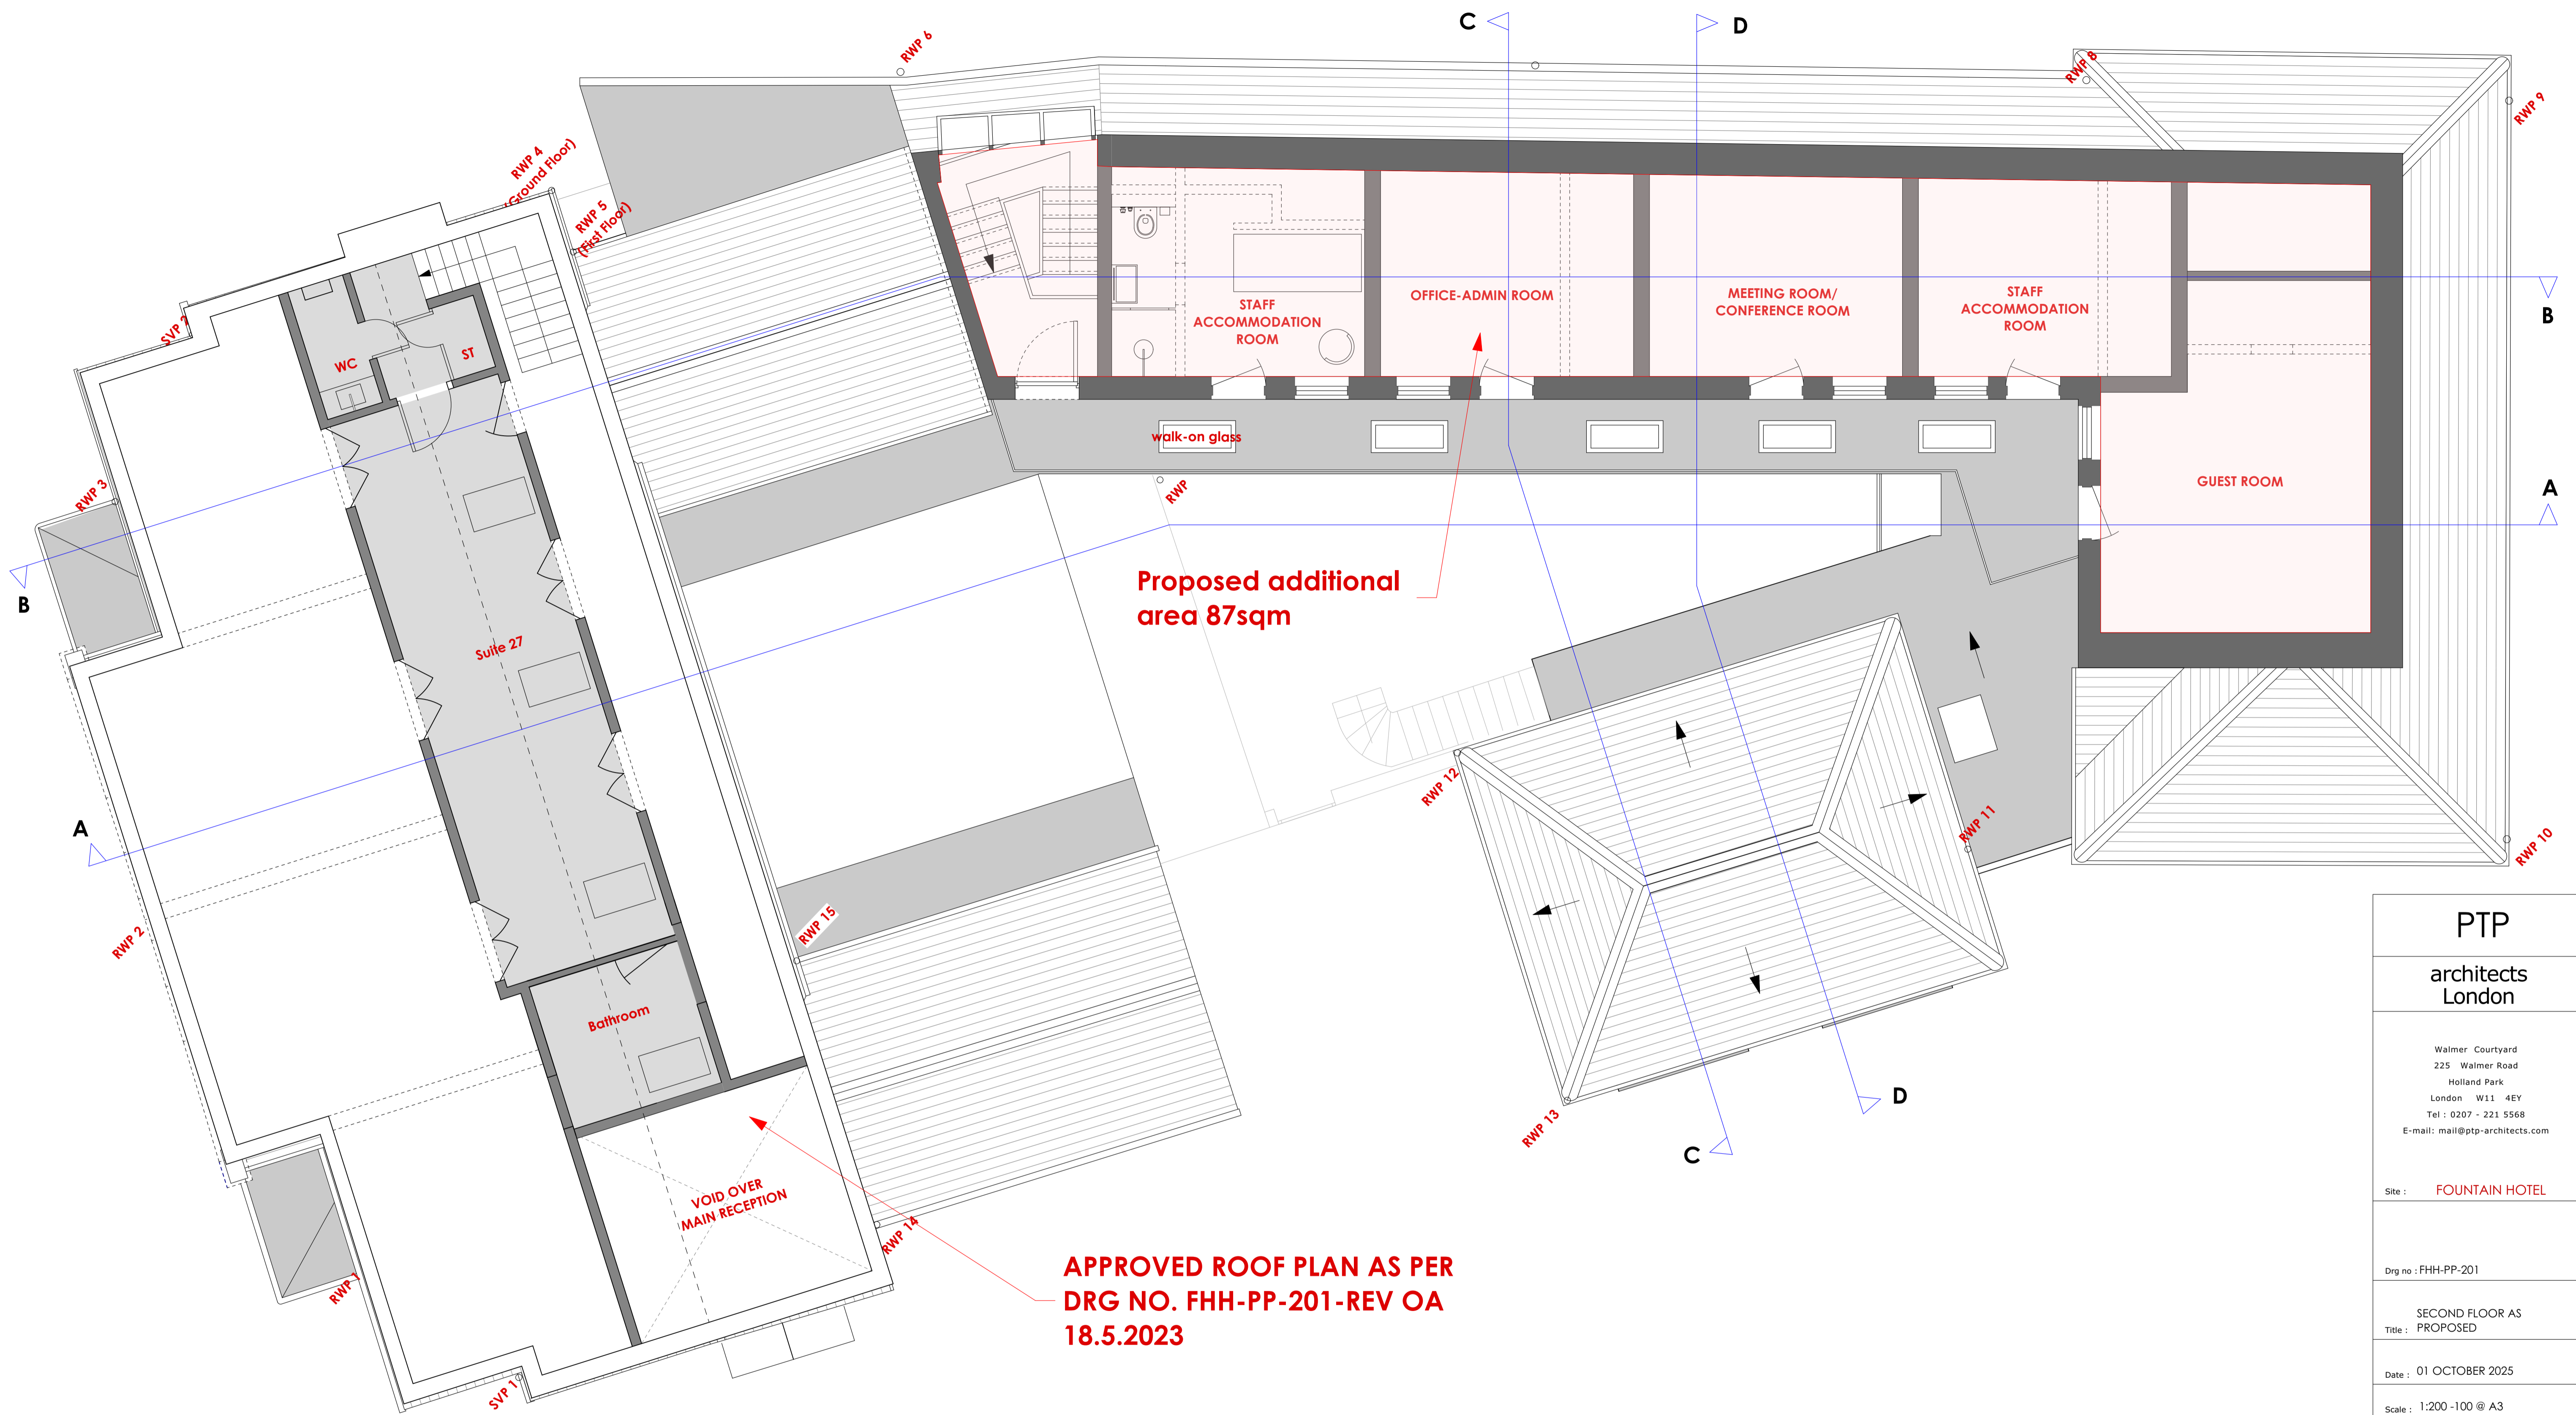 C
D
RWP 6
RWP 8
RWP 9
RWP 4
(Ground Floor)
RWP 5
(First Floor)
SVP 2
WC
ST
STAFF
ACCOMMODATION
ROOM
OFFICE-ADMIN ROOM
MEETING ROOM/
CONFERENCE ROOM
STAFF
ACCOMMODATION
ROOM
B
walk-on glass
GUEST ROOM
A
RWP 3
RWP
B
Proposed additional
area 87sqm
Suite 27
RWP 12
RWP 11
RWP 10
A
RWP 2
RWP 15
Bathroom
RWP 13
D
C
VOID OVER
MAIN RECEPTION
RWP 14
RWP 1
SVP 1
APPROVED ROOF PLAN AS PER
DRG NO. FHH-PP-201-REV OA
18.5.2023
PTP
architects
London
Walmer Courtyard
225 Walmer Road
Holland Park
London W11 4EY
Tel : 0207 - 221 5568
E-mail: mail@ptp-architects.com
Site : FOUNTAIN HOTEL
Drg no : FHH-PP-201
SECOND FLOOR AS
Title : PROPOSED
Date : 01 OCTOBER 2025
Scale : 1:200 -100 @ A3